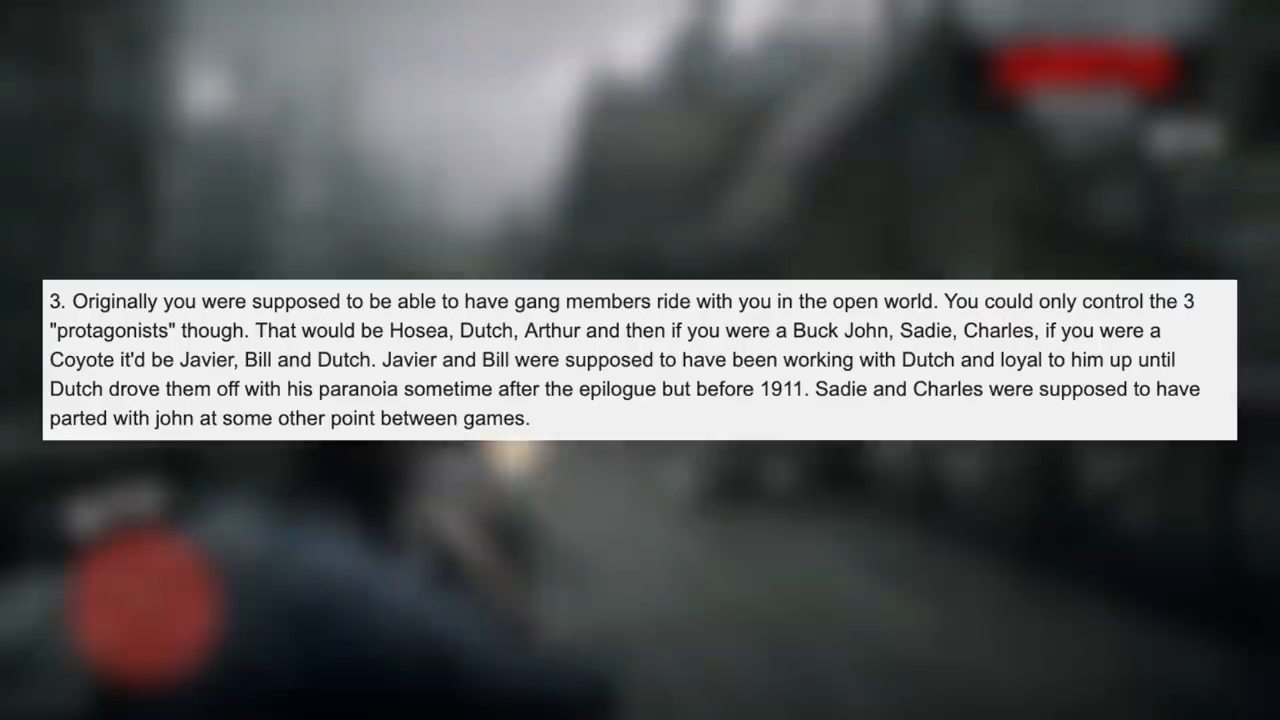 3. Originally you were supposed to be able to have gang members ride with you in the open world. You could only control the 3
"protagonists" though. That would be Hosea, Dutch, Arthur and then if you were a Buck John, Sadie, Charles, if you were a
Coyote it'd be Javier, Bill and Dutch. Javier and Bill were supposed to have been working with Dutch and loyal to him up until
Dutch drove them off with his paranoia sometime after the epilogue but before 1911. Sadie and Charles were supposed to have
parted with john at some other point between games.